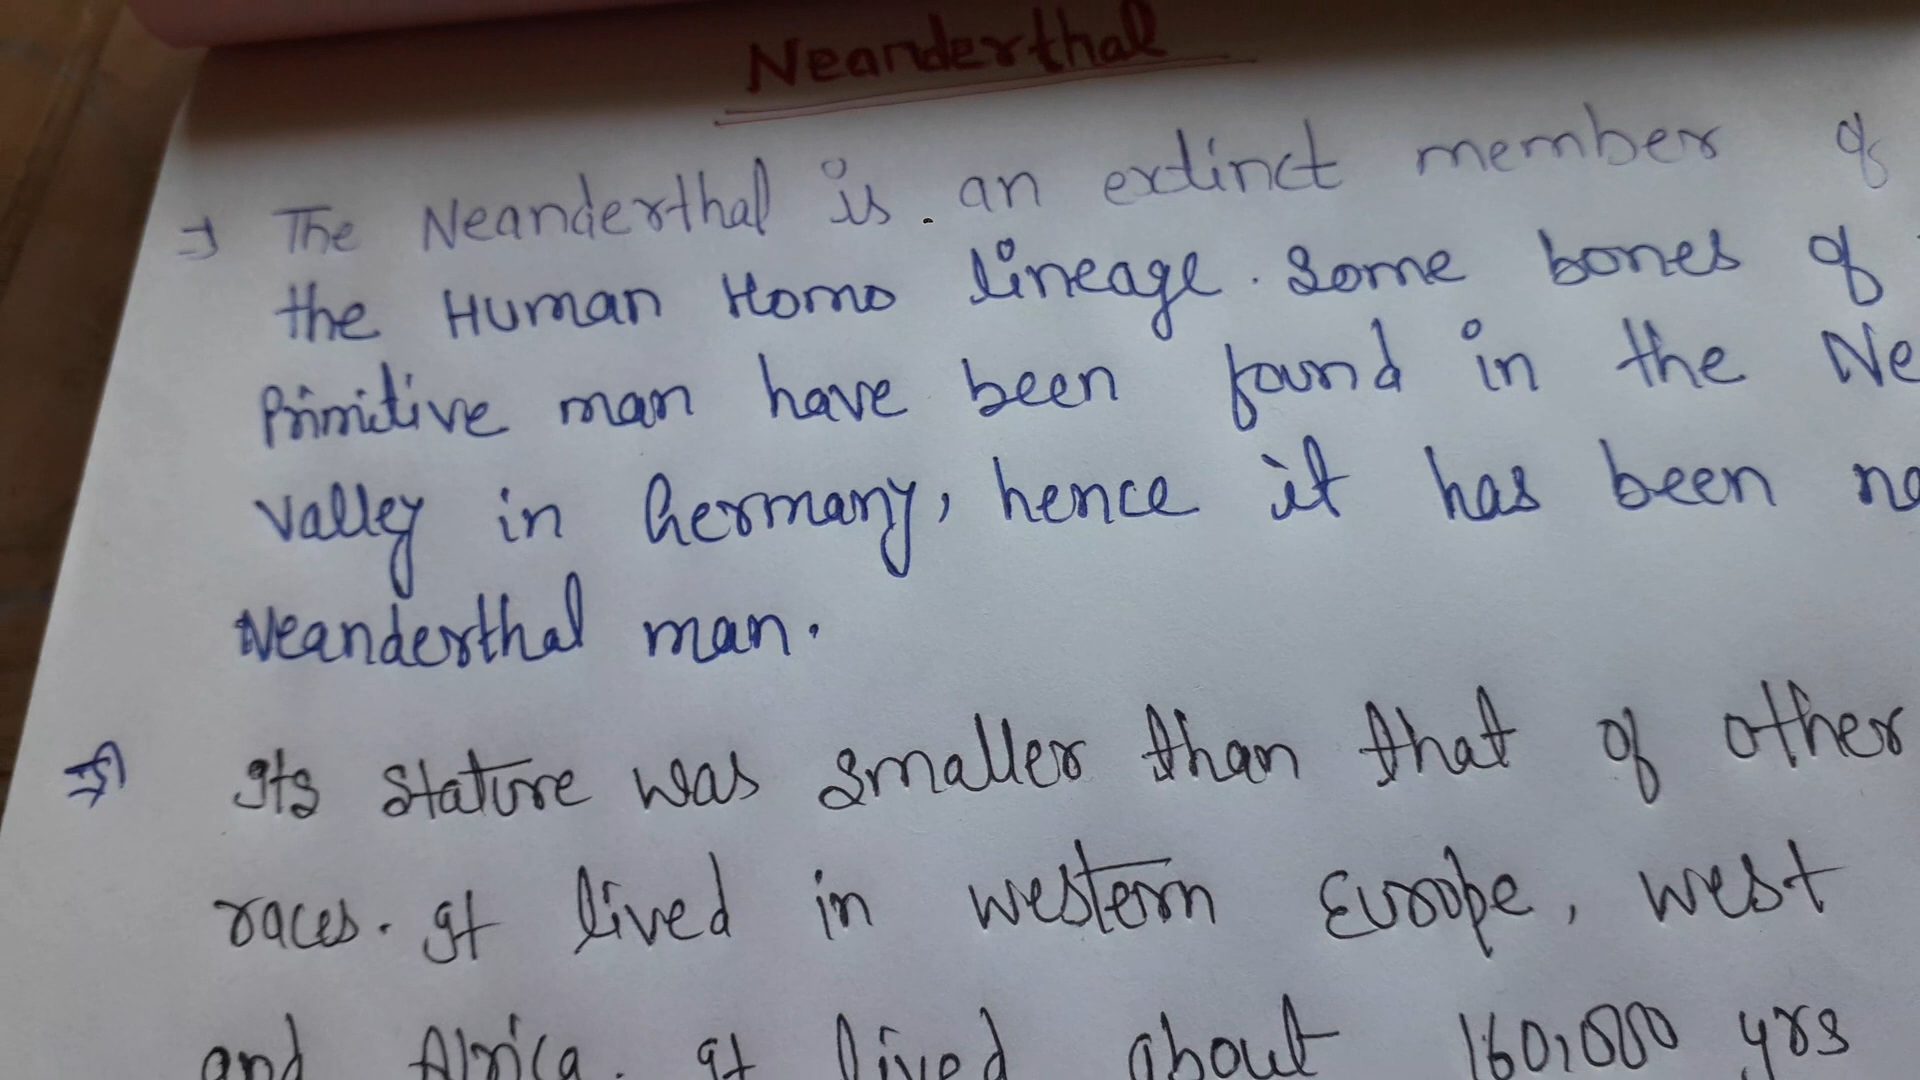 Neanderthal
⇒ The Neanderthal is an extinct member of
the Human Homo lineage. Some bones of
Primitive man have been found in the Ne
valley in Germany, hence it has been na
Neanderthal man.
⇒ Its stature was smaller than that of other
races. It lived in western Europe, west
and Africa. It lived about 160,000 yrs